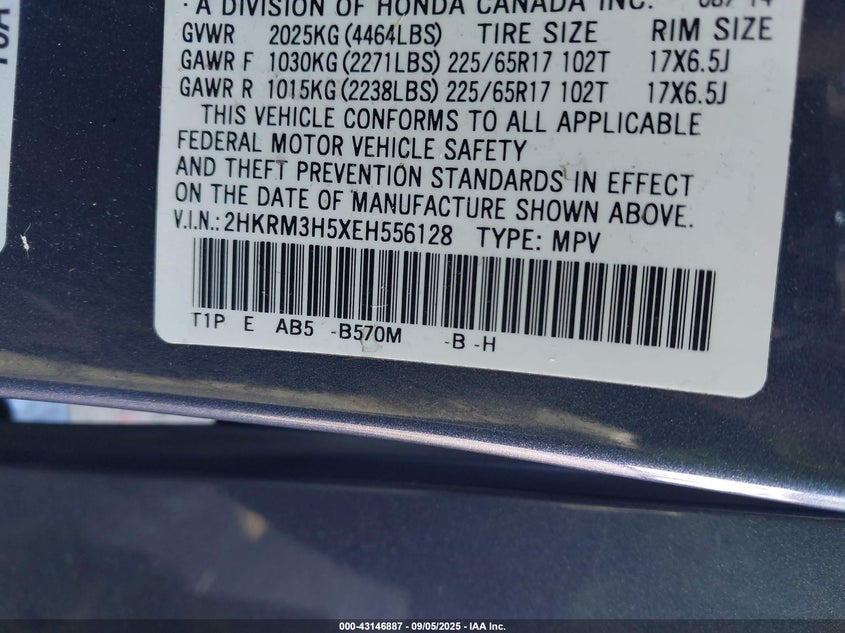 · A DIVISION OF HONDA CANADA INC. 08/14
GVWR 2025KG (4464LBS) TIRE SIZE RIM SIZE
GAWR F 1030KG (2271LBS) 225/65R17 102T 17X6.5J
GAWR R 1015KG (2238LBS) 225/65R17 102T 17X6.5J
THIS VEHICLE CONFORMS TO ALL APPLICABLE
FEDERAL MOTOR VEHICLE SAFETY
AND THEFT PREVENTION STANDARDS IN EFFECT
ON THE DATE OF MANUFACTURE SHOWN ABOVE.
V.I.N.: 2HKRM3H5XEH556128 TYPE: MPV
T1P E AB5 -B570M -B -H
000-43146887 - 09/05/2025 - IAA Inc.